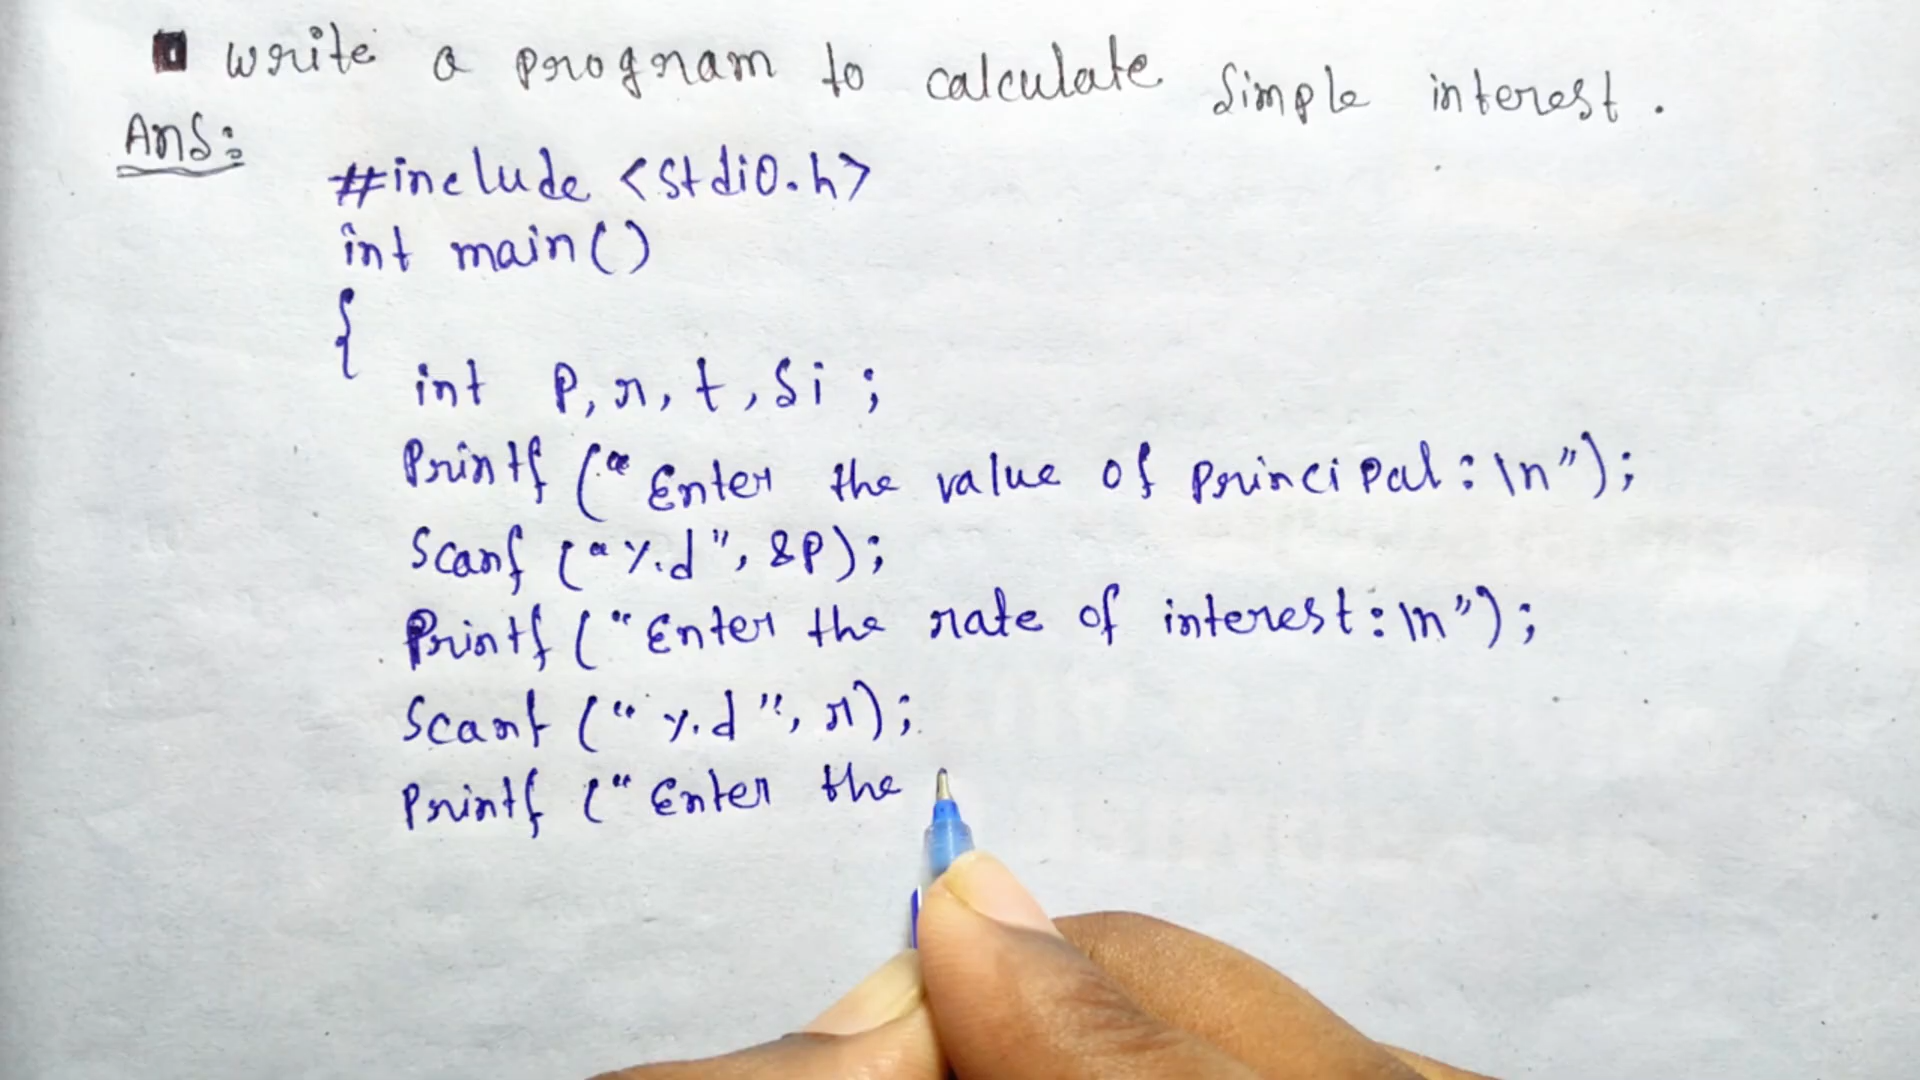 write a program to calculate Simple interest.
Ans:
#include <stdio.h>
int main()
{
int P, r, t, Si ;
Printf ("Enter the value of principal: \n");
Scanf ("%d", &P);
Printf ("Enter the rate of interest: \n");
Scanf ("%d", r);
Printf ("Enter the